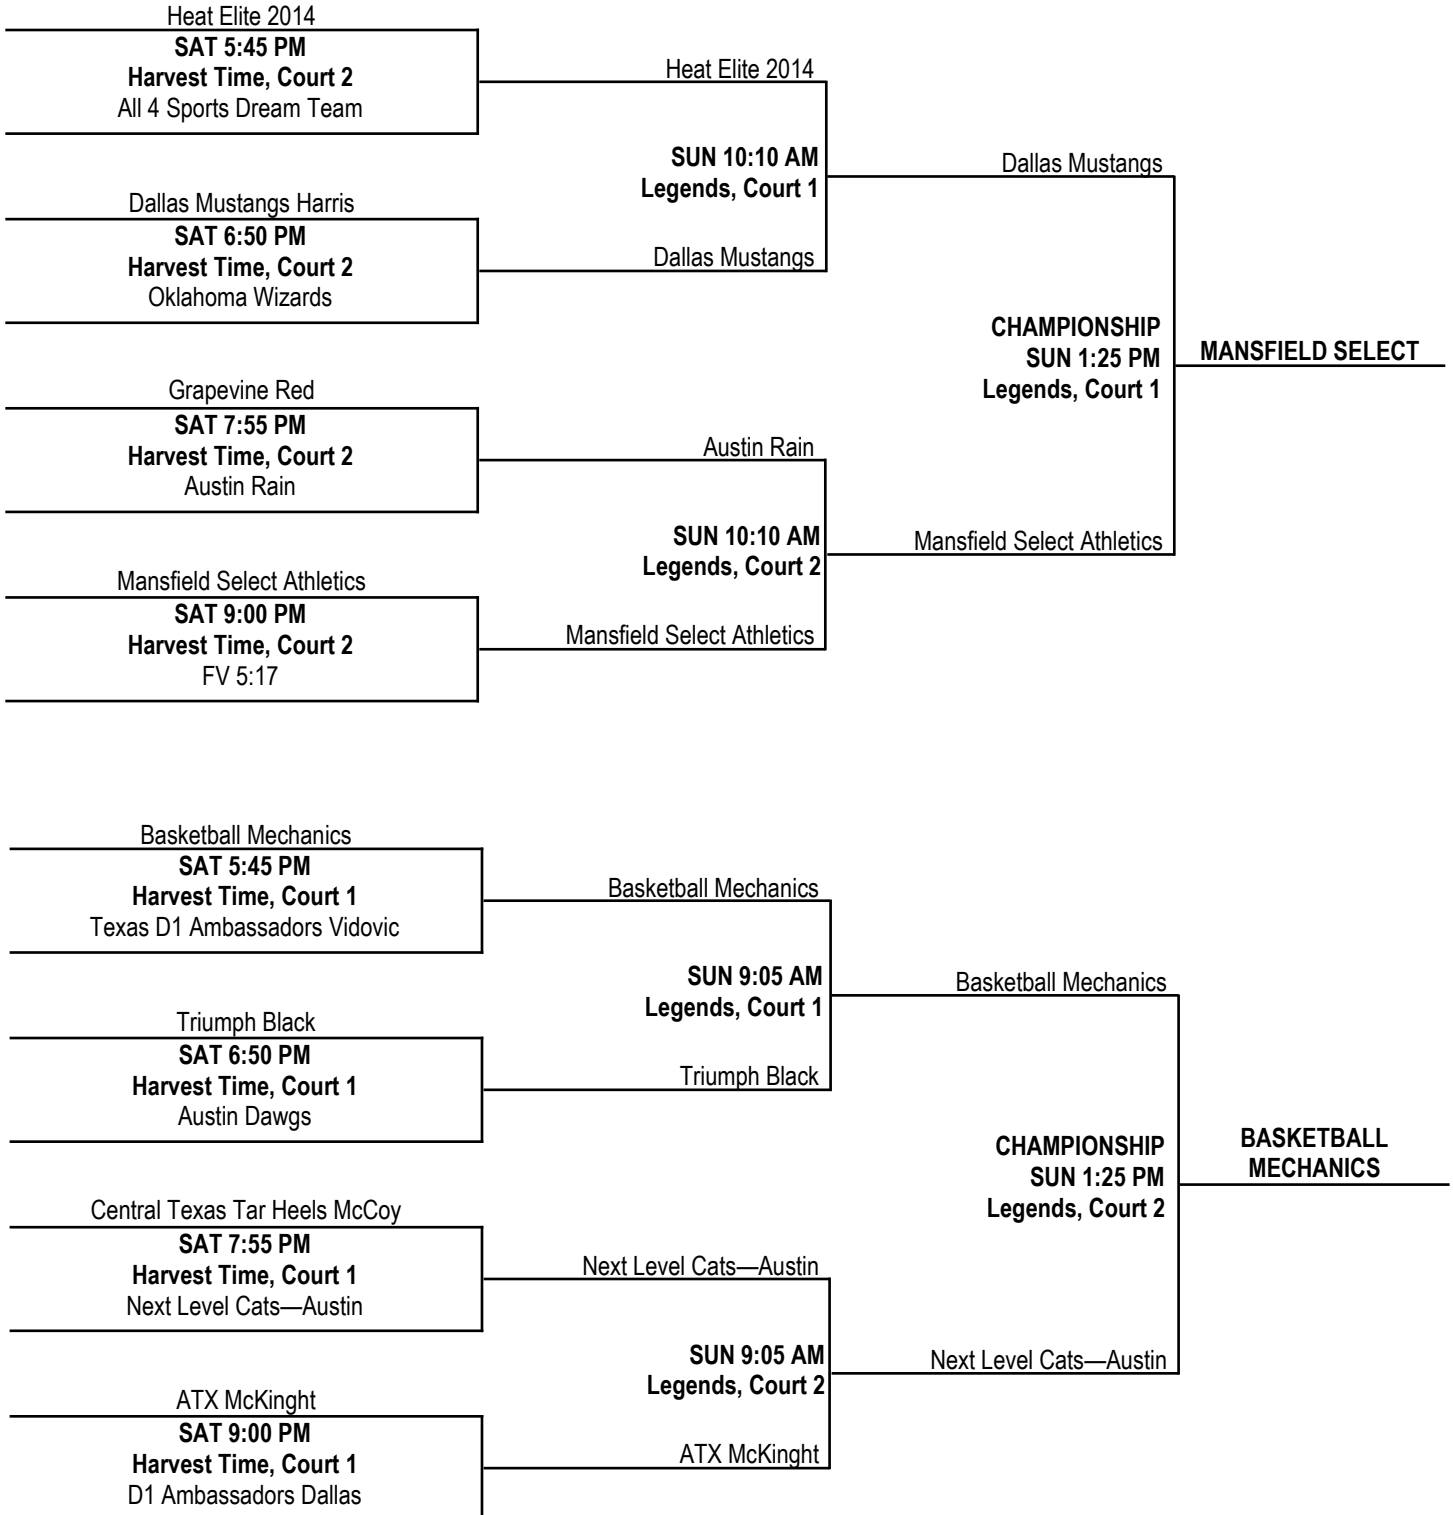 Heat Elite 2014
SAT 5:45 PM
Harvest Time, Court 2
All 4 Sports Dream Team
Dallas Mustangs Harris
SAT 6:50 PM
Harvest Time, Court 2
Oklahoma Wizards
Grapevine Red
SAT 7:55 PM
Harvest Time, Court 2
Austin Rain
Mansfield Select Athletics
SAT 9:00 PM
Harvest Time, Court 2
FV 5:17
Heat Elite 2014
SUN 10:10 AM
Legends, Court 1
Dallas Mustangs
Austin Rain
SUN 10:10 AM
Legends, Court 2
Mansfield Select Athletics
Dallas Mustangs
CHAMPIONSHIP
SUN 1:25 PM
Legends, Court 1
Mansfield Select Athletics
MANSFIELD SELECT
Basketball Mechanics
SAT 5:45 PM
Harvest Time, Court 1
Texas D1 Ambassadors Vidovic
Triumph Black
SAT 6:50 PM
Harvest Time, Court 1
Austin Dawgs
Central Texas Tar Heels McCoy
SAT 7:55 PM
Harvest Time, Court 1
Next Level Cats—Austin
ATX McKinght
SAT 9:00 PM
Harvest Time, Court 1
D1 Ambassadors Dallas
Basketball Mechanics
SUN 9:05 AM
Legends, Court 1
Triumph Black
Next Level Cats—Austin
SUN 9:05 AM
Legends, Court 2
ATX McKinght
Basketball Mechanics
CHAMPIONSHIP
SUN 1:25 PM
Legends, Court 2
Next Level Cats—Austin
BASKETBALL
MECHANICS